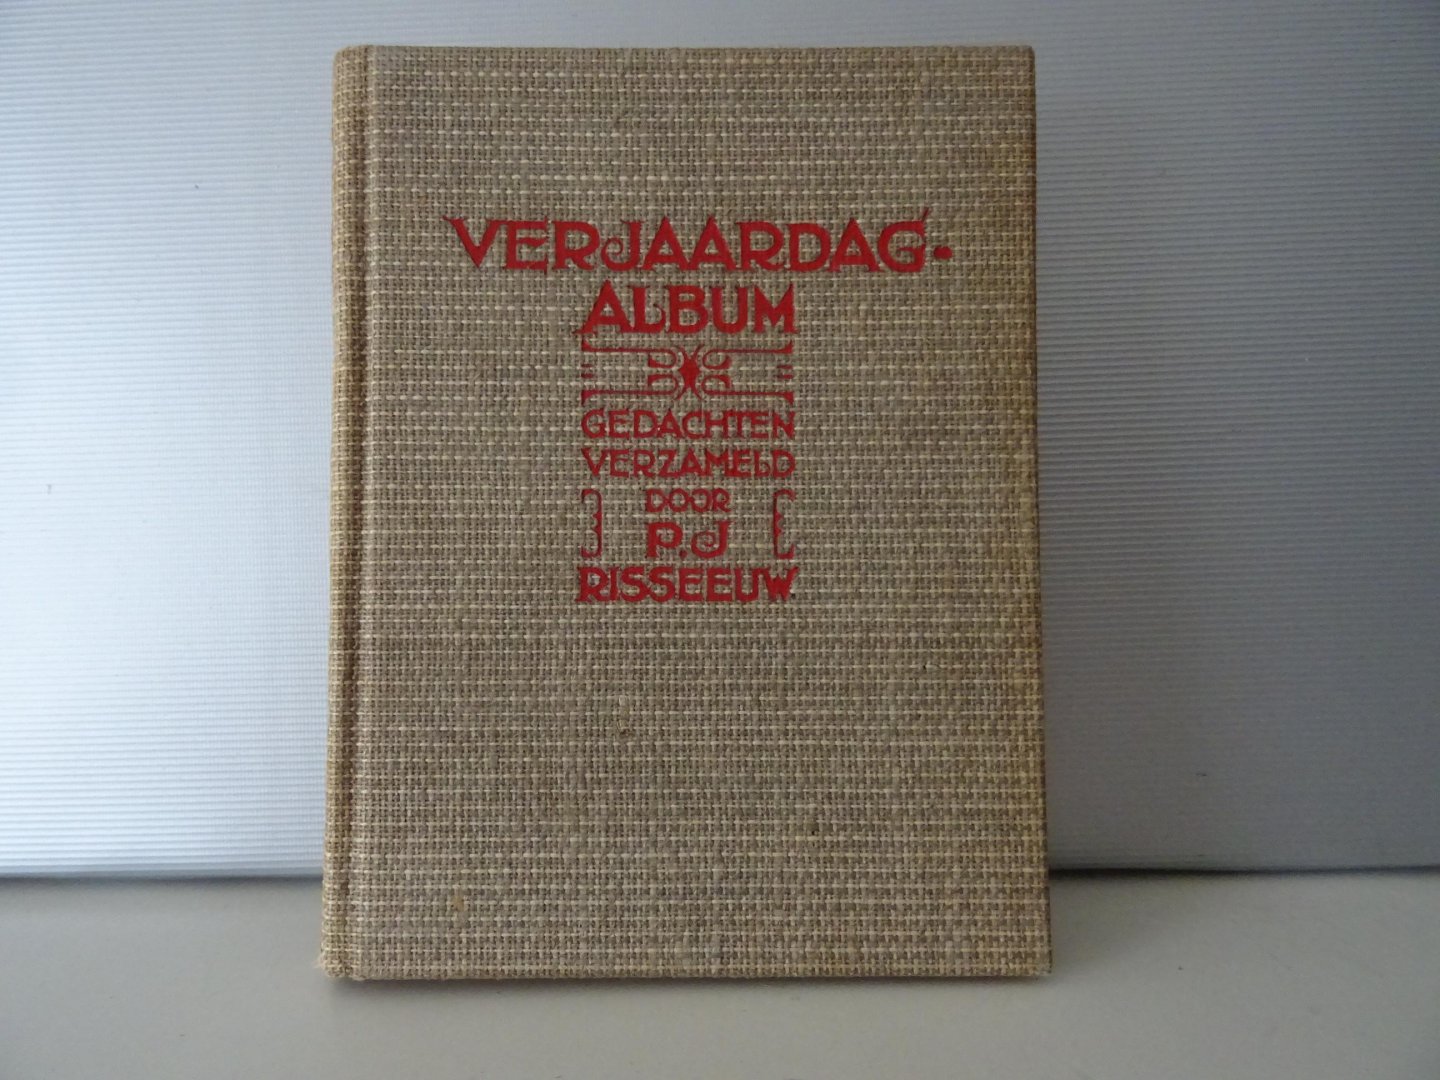 VERJAARDAG-
ALBUM
GEDACHTEN
VERZAMELD
DOOR
P.J
RISSEEUW